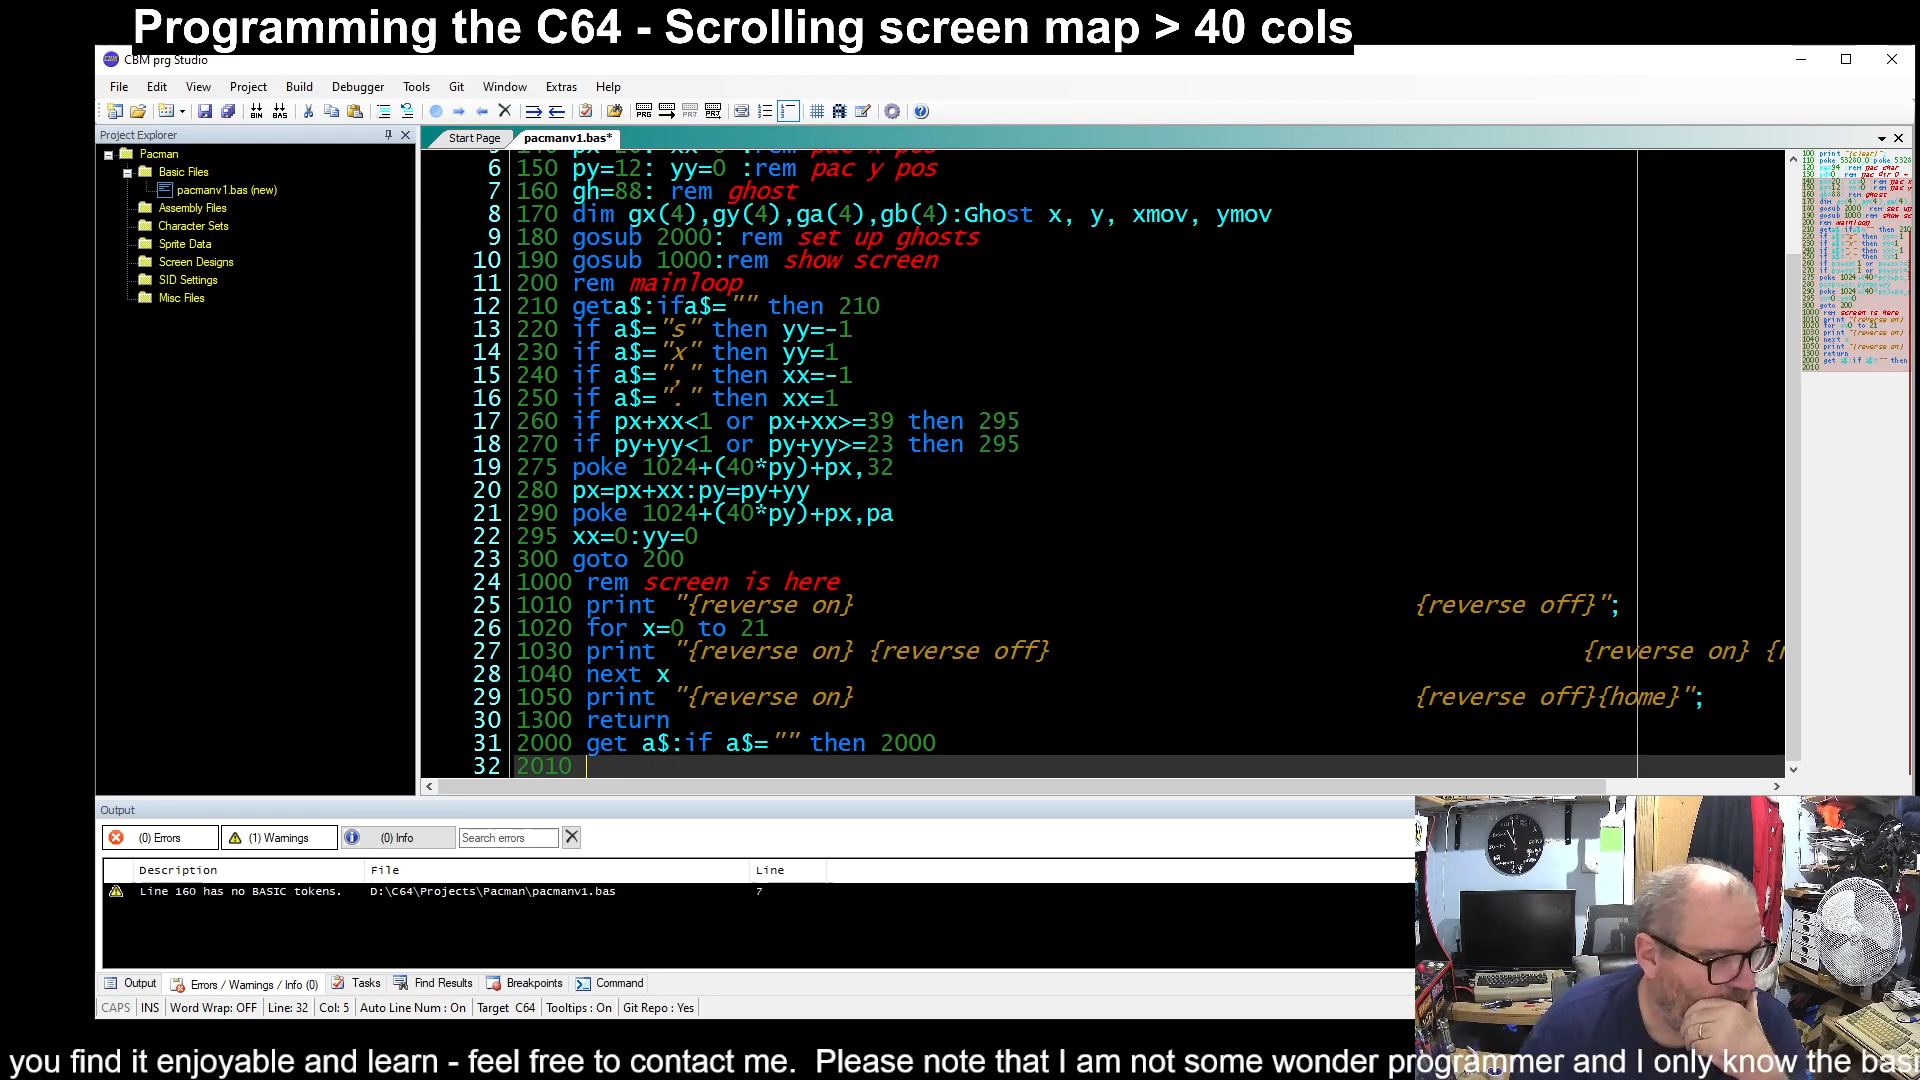 Programming the C64 - Scrolling screen map > 40 cols
CBM prg Studio
File Edit View Project Build Debugger Tools Git Extras Window Help
Project Explorer
Start Page
pacmanv1.bas*
Pacman
Basic Files
pacmanv1.bas (new)
Assembly Files
Character Sets
Sprite Data
Screen Designs
SID Settings
Misc Files
6 150 py=12: yy=0 :rem pac y pos
7 160 gh=88: rem ghost
8 170 dim gx(4),gy(4),ga(4),gb(4):Ghost x, y, xmov, ymov
9 180 gosub 2000: rem set up ghosts
10 190 gosub 1000:rem show screen
11 200 rem mainloop
12 210 geta$:ifa$="" then 210
13 220 if a$="s" then yy=-1
14 230 if a$="x" then yy=1
15 240 if a$="," then xx=-1
16 250 if a$="." then xx=1
17 260 if px+xx<1 or px+xx>=39 then 295
18 270 if py+yy<1 or py+yy>=23 then 295
19 275 poke 1024+(40*py)+px,32
20 280 px=px+xx:py=py+yy
21 290 poke 1024+(40*py)+px,pa
22 295 xx=0:yy=0
23 300 goto 200
24 1000 rem screen is here
25 1010 print "{reverse on} {reverse off}";
26 1020 for x=0 to 21
27 1030 print "{reverse on} {reverse off} {reverse on} {r
28 1040 next x
29 1050 print "{reverse on} {reverse off}{home}";
30 1300 return
31 2000 get a$:if a$="" then 2000
32 2010
Output
(0) Errors (1) Warnings (0) Info Search errors
Description File Line
Line 160 has no BASIC tokens. D:\C64\Projects\Pacman\pacmanv1.bas 7
Output Errors / Warnings / Info (0) Tasks Find Results Breakpoints Command
CAPS INS Word Wrap: OFF Line: 32 Col: 5 Auto Line Num : On Target C64 Tooltips : On Git Repo : Yes
you find it enjoyable and learn - feel free to contact me. Please note that I am not some wonder programmer and I only know the basi